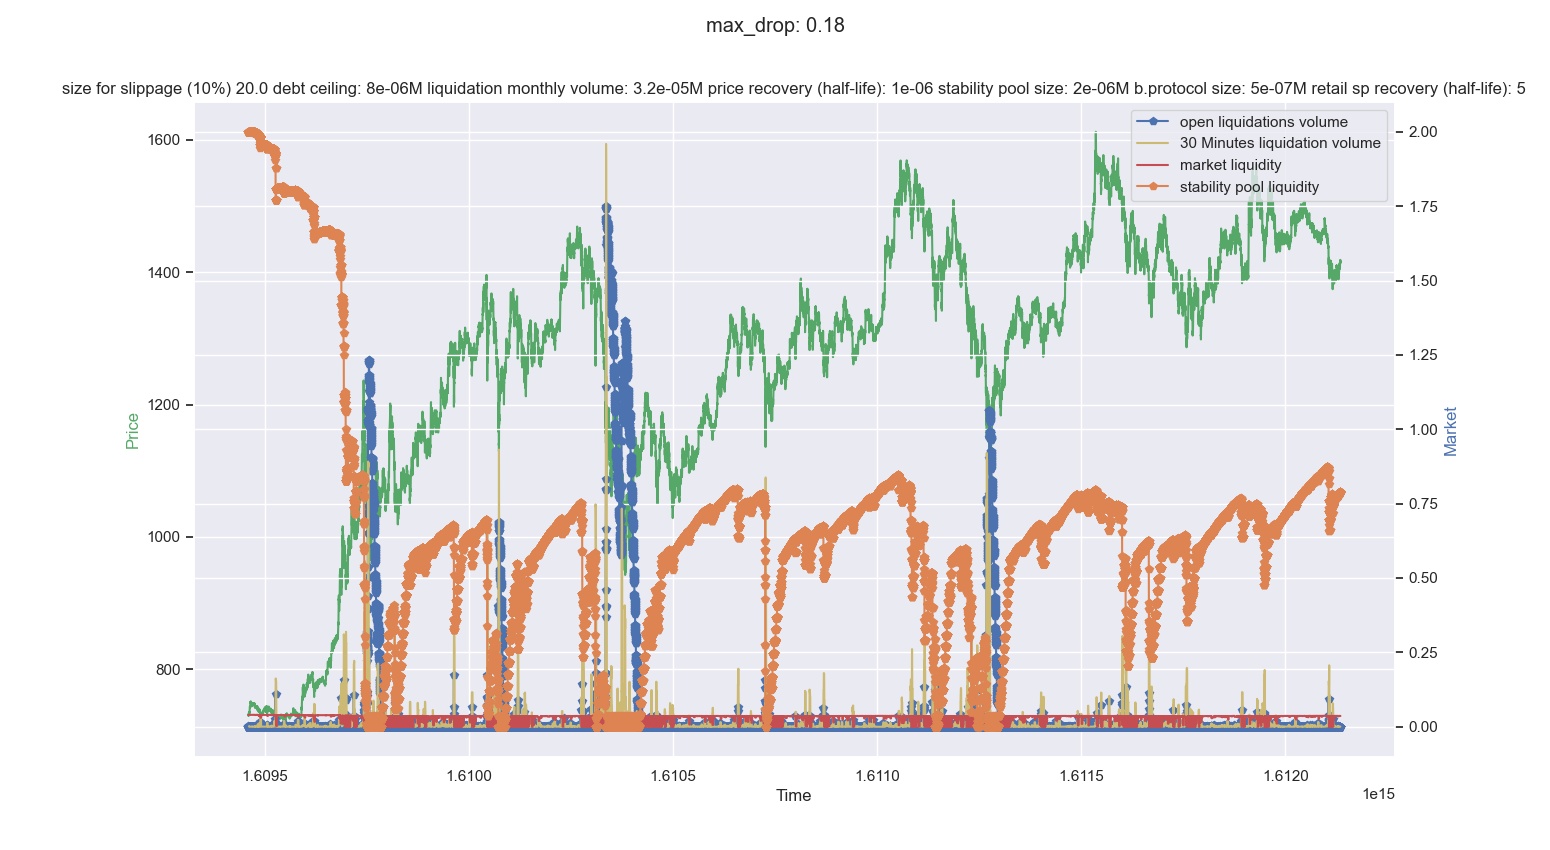 max_drop: 0.18
size for slippage (10%) 20.0 debt ceiling: 8e-06M liquidation monthly volume: 3.2e-05M price recovery (half-life): 1e-06 stability pool size: 2e-06M b.protocol size: 5e-07M retail sp recovery (half-life): 5
open liquidations volume
30 Minutes liquidation volume
market liquidity
stability pool liquidity
1600
1400
1200
1000
800
Price
2.00
1.75
1.50
1.25
1.00
0.75
0.50
0.25
0.00
Market
1.6095 1.6100 1.6105 1.6110 1.6115 1.6120
1e15
Time